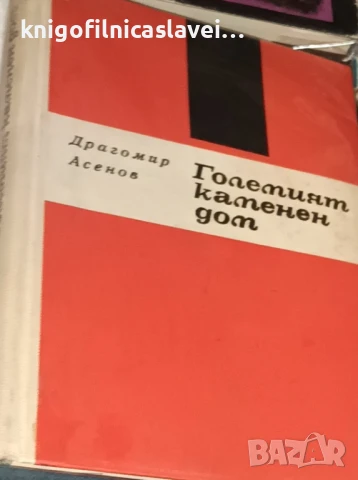 knigofilnicaslavei...
Драгомир
Асенов
Големият
каменен
дом
BAZAR